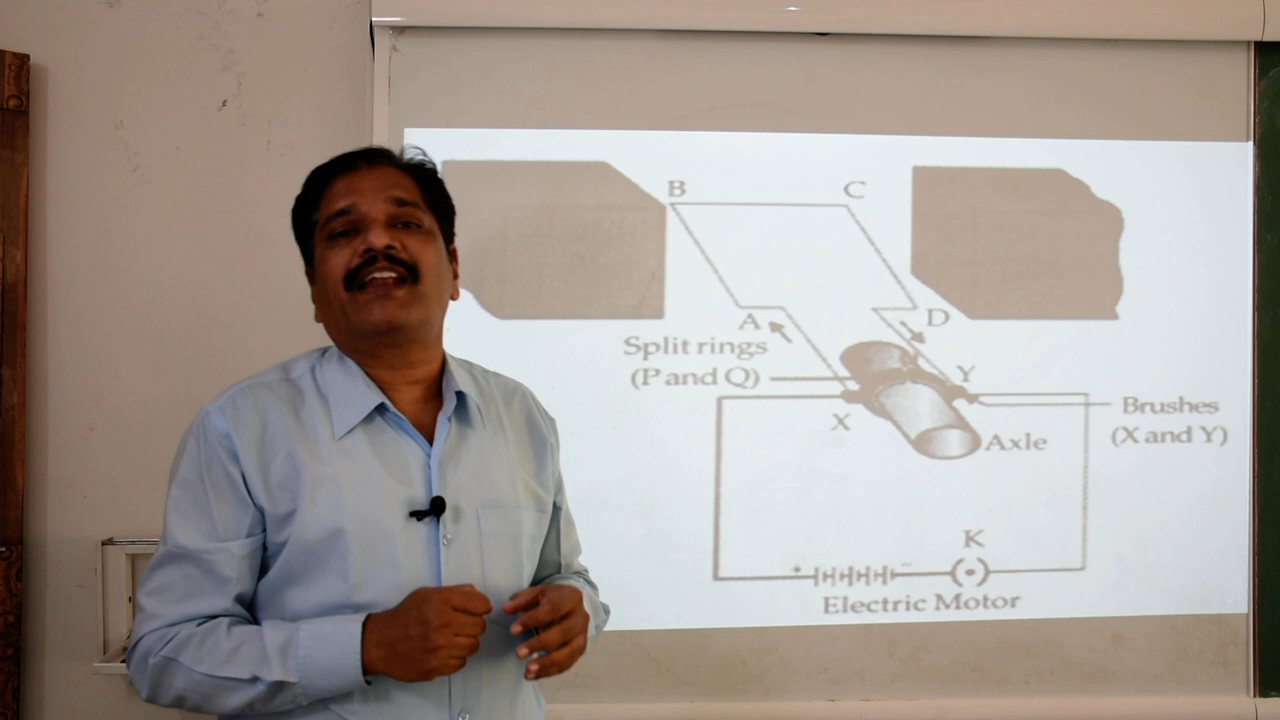 B
C
A
D
Split rings
(P and Q)
Y
X
Brushes
(X and Y)
Axle
K
+
-
Electric Motor